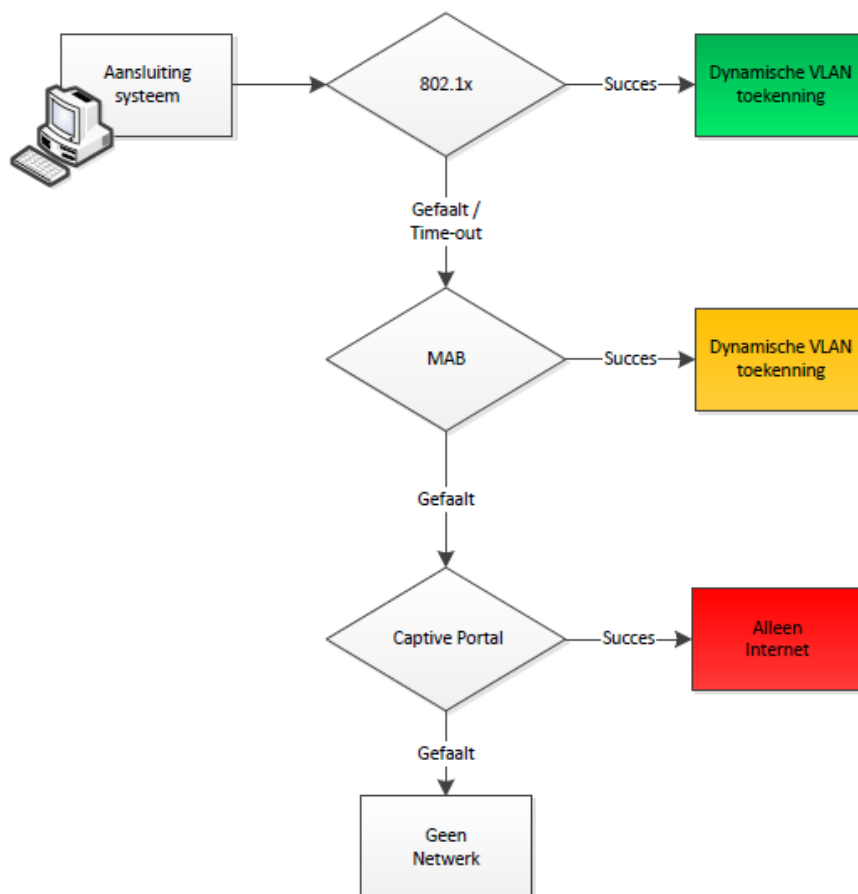 Aansluiting
systeem
802.1x
Succes
Dynamische VLAN
toekenning
Gefaalt /
Time-out
MAB
Succes
Dynamische VLAN
toekenning
Gefaalt
Captive Portal
Succes
Alleen
Internet
Gefaalt
Geen
Netwerk